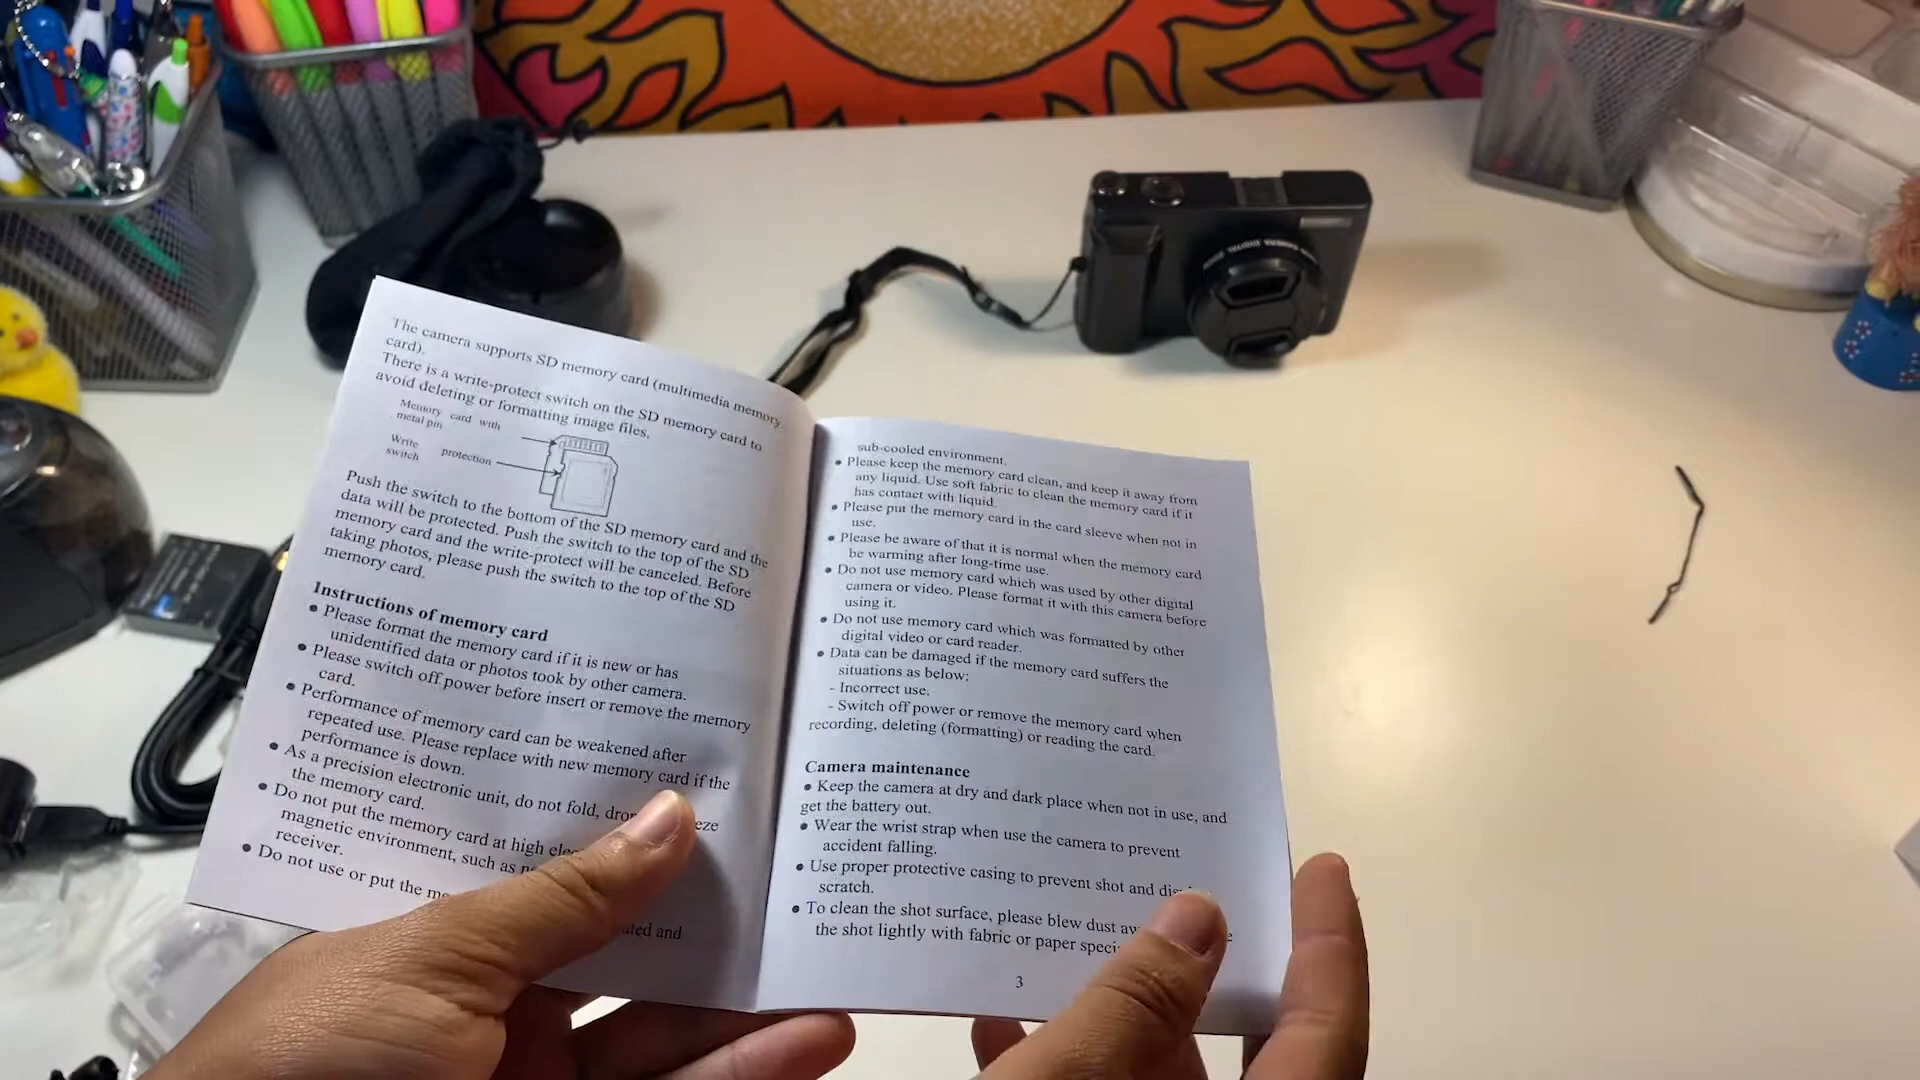 The camera supports SD memory card (multimedia memory
card).
There is a write-protect switch on the SD memory card to
avoid deleting or formatting image files.
Memory card with
metal pin
Write protection
switch
Push the switch to the bottom of the SD memory card and the
data will be protected. Push the switch to the top of the SD
memory card and the write-protect will be canceled. Before
taking photos, please push the switch to the top of the SD
memory card.
Instructions of memory card
● Please format the memory card if it is new or has
unidentified data or photos took by other camera.
● Please switch off power before insert or remove the memory
card.
● Performance of memory card can be weakened after
repeated use. Please replace with new memory card if the
performance is down.
● As a precision electronic unit, do not fold,
the memory card.
● Do not put the memory card at high
magnetic environment, such as
receiver.
● Do not use or put the
and
sub-cooled environment.
● Please keep the memory card clean, and keep it away from
any liquid. Use soft fabric to clean the memory card if it
has contact with liquid.
● Please put the memory card in the card sleeve when not in
use.
● Please be aware of that it is normal when the memory card
be warming after long-time use.
● Do not use memory card which was used by other digital
camera or video. Please format it with this camera before
using it.
● Do not use memory card which was formatted by other
digital video or card reader.
● Data can be damaged if the memory card suffers the
situations as below:
- Incorrect use.
- Switch off power or remove the memory card when
recording, deleting (formatting) or reading the card.
Camera maintenance
● Keep the camera at dry and dark place when not in use, and
get the battery out.
● Wear the wrist strap when use the camera to prevent
accident falling.
● Use proper protective casing to prevent shot and
scratch.
● To clean the shot surface, please blew dust
the shot lightly with fabric or paper
3